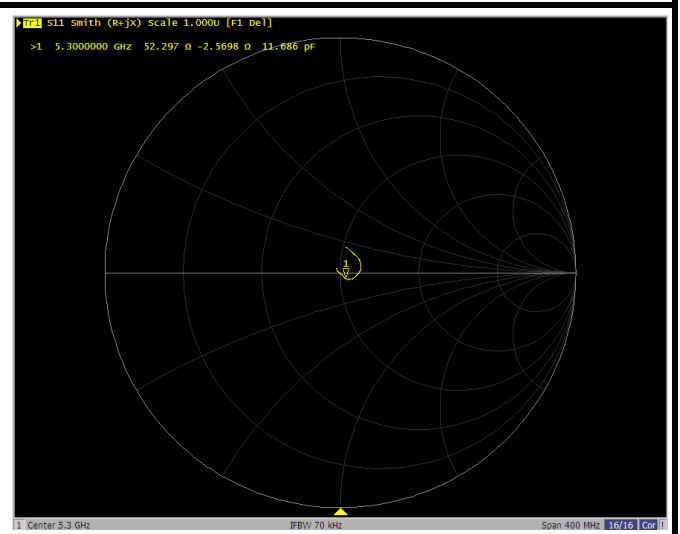 Tr1 S11 Smith (R+jX) Scale 1.000U [F1 Del]
>1 5.3000000 GHz 52.297 Ω -2.5698 Ω 11.686 pF
1
1 Center 5.3 GHz IFBW 70 kHz Span 400 MHz 16/16 Cor !